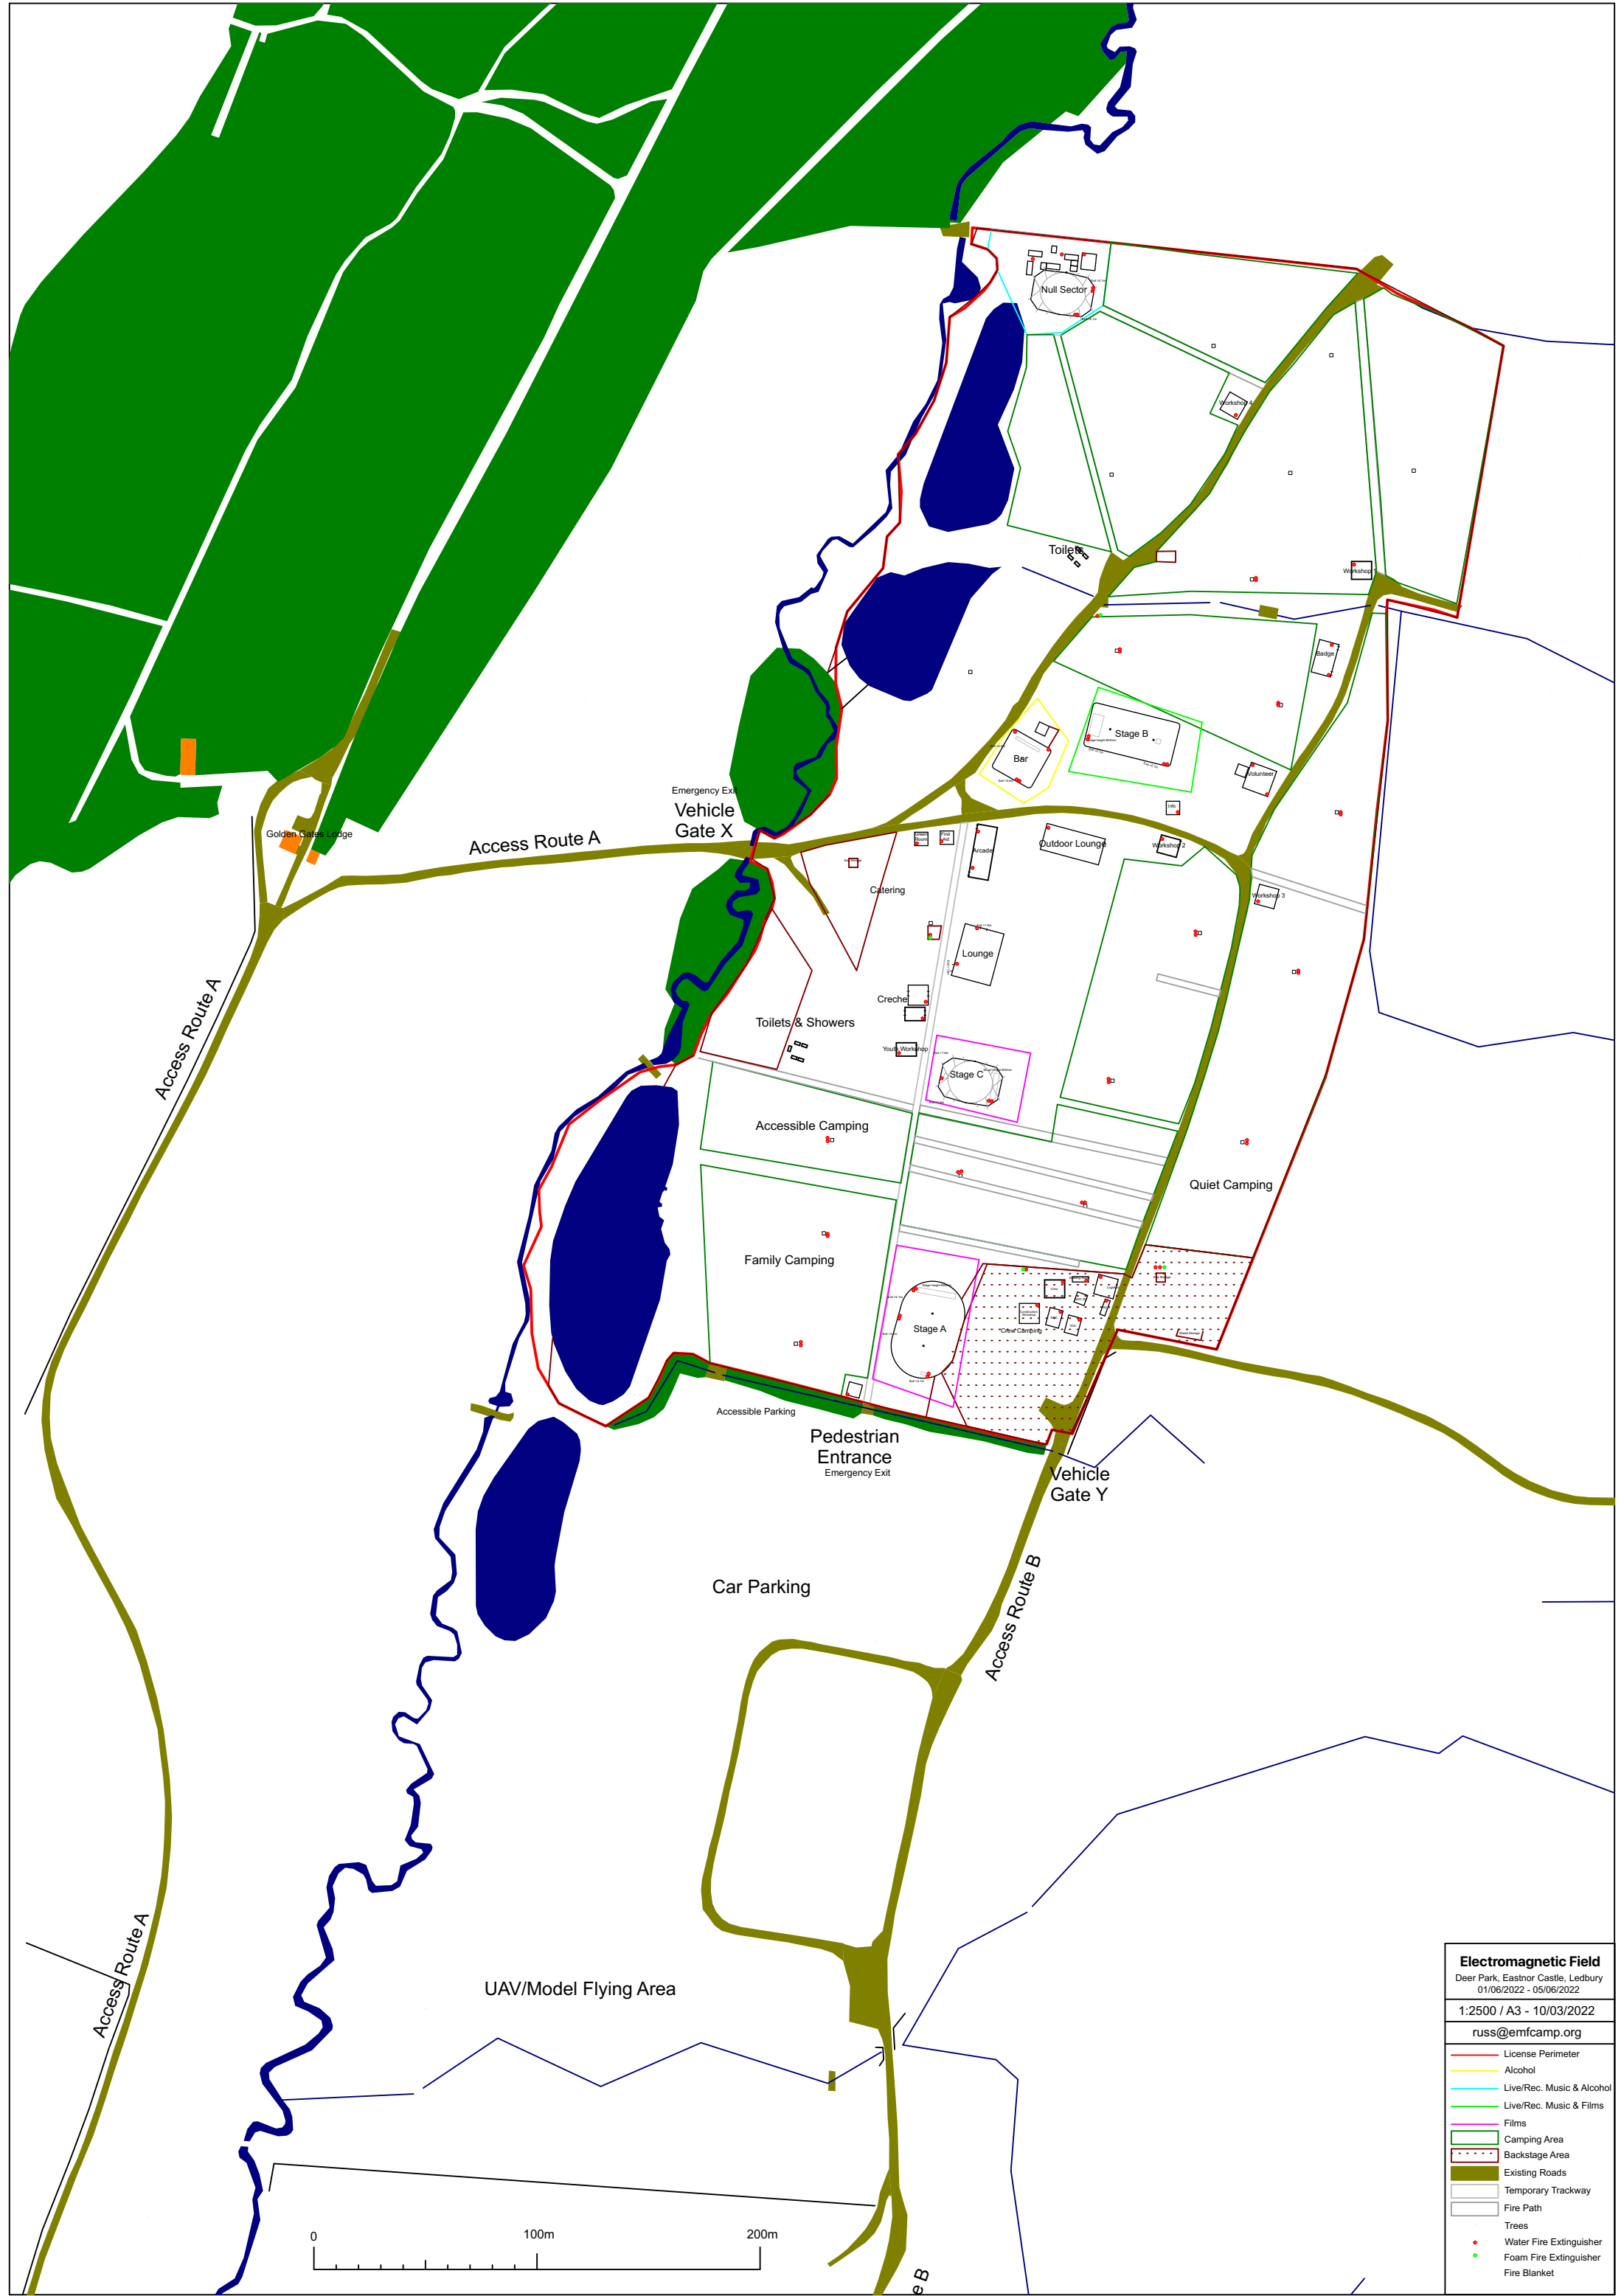 Null Sector
Workshop 4
Toilets
Workshop 1
Badge
Stage B
Bar
Volunteer
Info
Emergency Exit
Vehicle
Gate X
Golden Gates Lodge
Access Route A
Green
Room
First
Aid
Arcade
Outdoor Lounge
Workshop 2
Catering
Workshop 3
Lounge
Access Route A
Creche
Toilets & Showers
Youth Workshop
Stage C
Accessible Camping
Quiet Camping
Family Camping
Stage A
Crew Camping
Accessible Parking
Pedestrian
Entrance
Emergency Exit
Vehicle
Gate Y
Car Parking
Access Route B
Access Route A
UAV/Model Flying Area
0
100m
200m
e B
Electromagnetic Field
Deer Park, Eastnor Castle, Ledbury
01/06/2022 - 05/06/2022
1:2500 / A3 - 10/03/2022
russ@emfcamp.org
License Perimeter
Alcohol
Live/Rec. Music & Alcohol
Live/Rec. Music & Films
Films
Camping Area
Backstage Area
Existing Roads
Temporary Trackway
Fire Path
Trees
Water Fire Extinguisher
Foam Fire Extinguisher
Fire Blanket